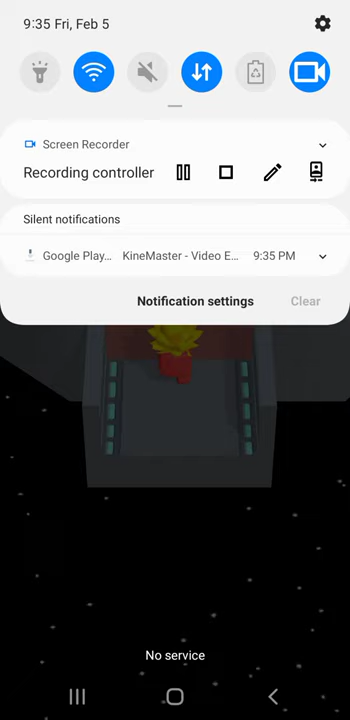 9:35 Fri, Feb 5
Screen Recorder
Recording controller
Silent notifications
Google Play... KineMaster - Video E... 9:35 PM
Notification settings Clear
No service